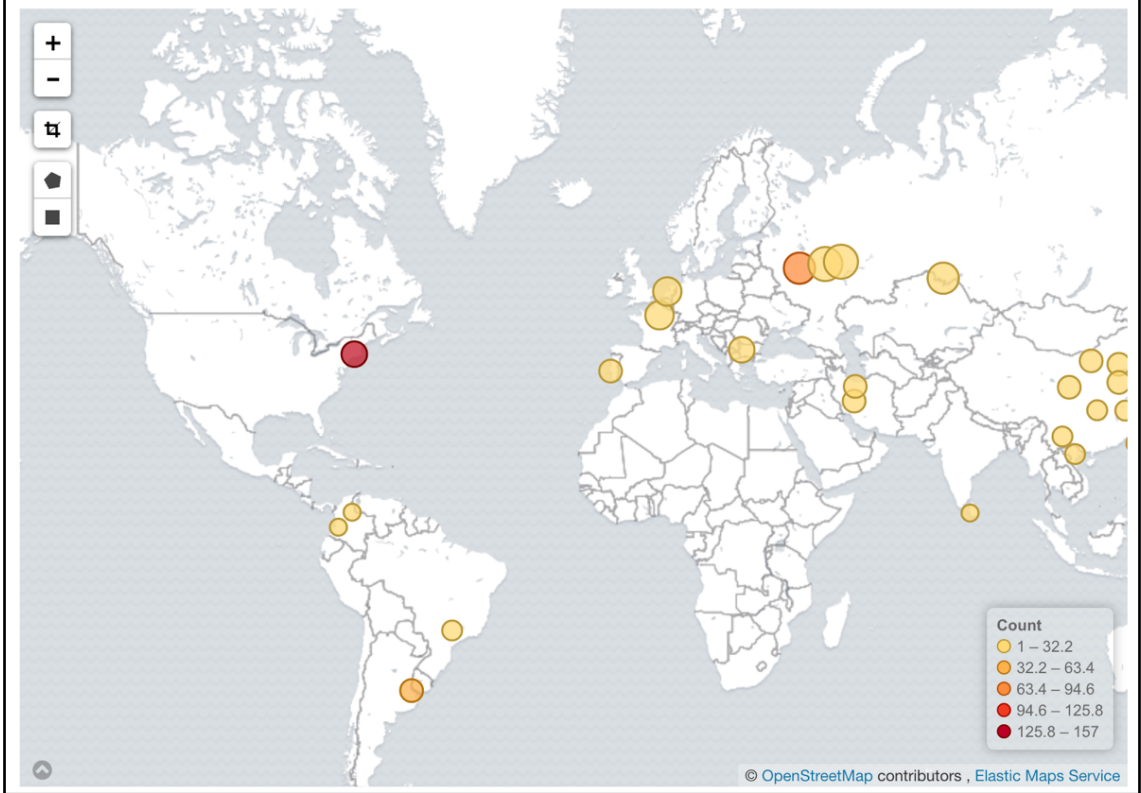 +
−
Count
1 – 32.2
32.2 – 63.4
63.4 – 94.6
94.6 – 125.8
125.8 – 157
© OpenStreetMap contributors , Elastic Maps Service